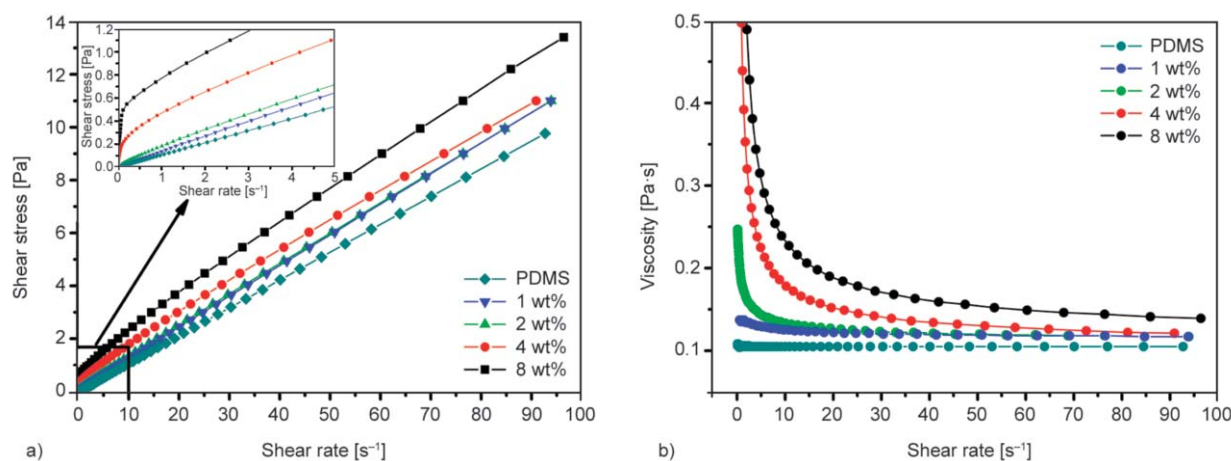 14
12
10
8
6
4
2
0
Shear stress [Pa]
0 10 20 30 40 50 60 70 80 90 100
Shear rate [s⁻¹]
a)
1.2
1.0
0.8
0.6
0.4
0.2
0.0
Shear stress [Pa]
0 1 2 3 4 5
Shear rate [s⁻¹]
PDMS
1 wt%
2 wt%
4 wt%
8 wt%
0.5
0.4
0.3
0.2
0.1
Viscosity [Pa·s]
0 10 20 30 40 50 60 70 80 90 100
Shear rate [s⁻¹]
b)
PDMS
1 wt%
2 wt%
4 wt%
8 wt%